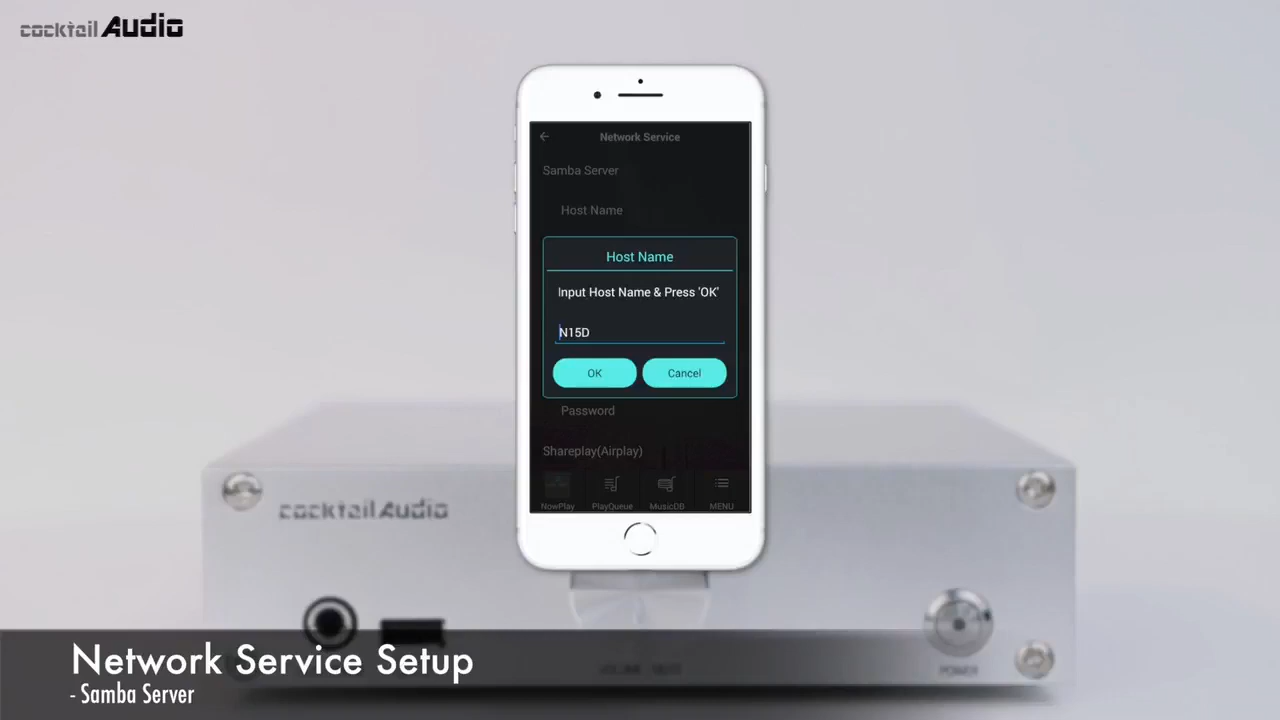 cocktail Audio
Network Service
Samba Server
Host Name
Host Name
Input Host Name & Press 'OK'
N15D
OK Cancel
Password
Shareplay(Airplay)
NowPlay PlayQueue MusicDB MENU
cocktail Audio
POWER
Network Service Setup
- Samba Server